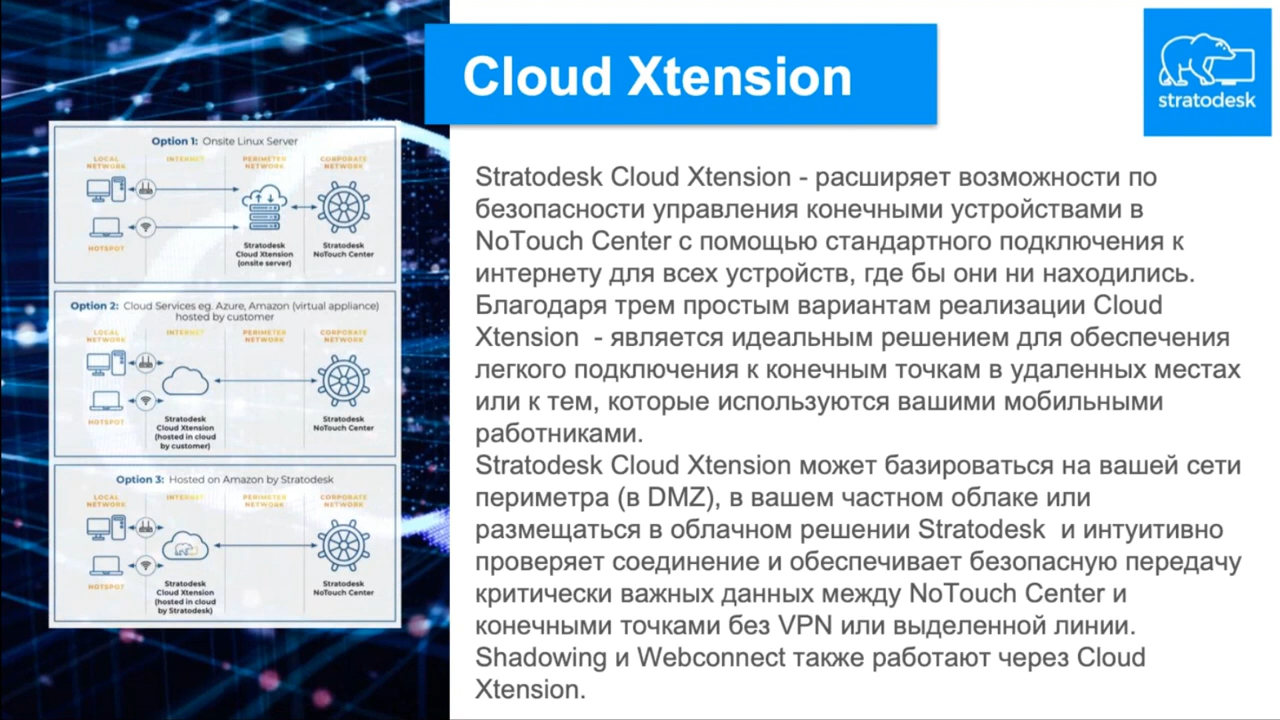 Cloud Xtension
stratodesk
Option 1: Onsite Linux Server
LOCAL NETWORK
INTERNET
PERIMETER NETWORK
CORPORATE NETWORK
HOTSPOT
Stratodesk
Cloud Xtension
(onsite server)
Stratodesk
NoTouch Center
Option 2: Cloud Services eg. Azure, Amazon (virtual appliance)
hosted by customer
LOCAL NETWORK
INTERNET
PERIMETER NETWORK
CORPORATE NETWORK
HOTSPOT
Stratodesk
Cloud Xtension
(hosted in cloud
by customer)
Stratodesk
NoTouch Center
Option 3: Hosted on Amazon by Stratodesk
LOCAL NETWORK
INTERNET
PERIMETER NETWORK
CORPORATE NETWORK
HOTSPOT
Stratodesk
Cloud Xtension
(hosted in cloud
by Stratodesk)
Stratodesk
NoTouch Center
Stratodesk Cloud Xtension - расширяет возможности по
безопасности управления конечными устройствами в
NoTouch Center с помощью стандартного подключения к
интернету для всех устройств, где бы они ни находились.
Благодаря трем простым вариантам реализации Cloud
Xtension - является идеальным решением для обеспечения
легкого подключения к конечным точкам в удаленных местах
или к тем, которые используются вашими мобильными
работниками.
Stratodesk Cloud Xtension может базироваться на вашей сети
периметра (в DMZ), в вашем частном облаке или
размещаться в облачном решении Stratodesk и интуитивно
проверяет соединение и обеспечивает безопасную передачу
критически важных данных между NoTouch Center и
конечными точками без VPN или выделенной линии.
Shadowing и Webconnect также работают через Cloud
Xtension.